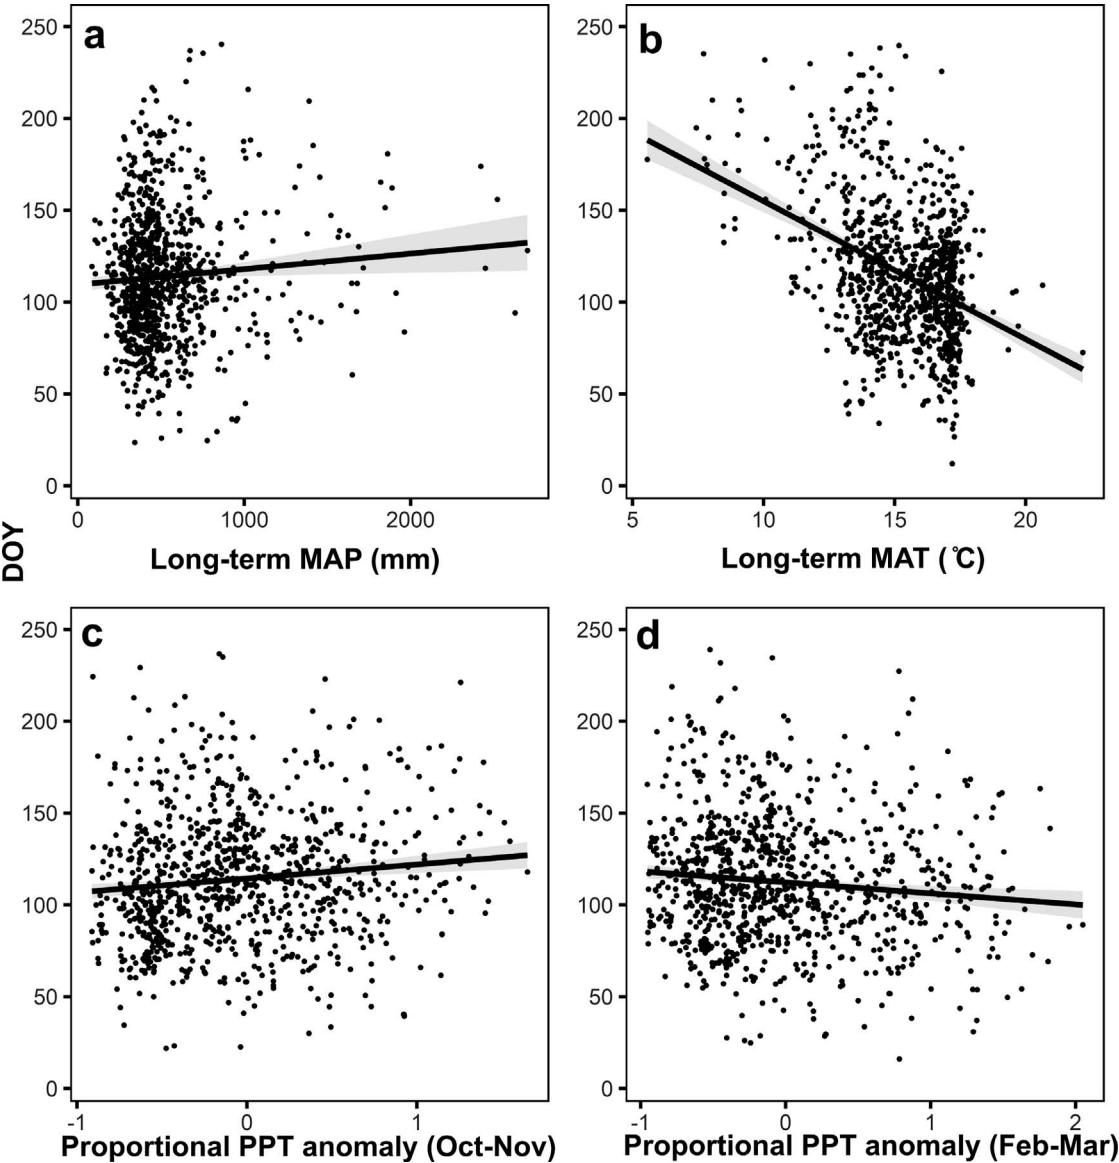 a
250
200
150
100
50
0
0 1000 2000
Long-term MAP (mm)
b
250
200
150
100
50
0
5 10 15 20
Long-term MAT (℃)
DOY
c
250
200
150
100
50
0
-1 0 1
Proportional PPT anomaly (Oct-Nov)
d
250
200
150
100
50
0
-1 0 1 2
Proportional PPT anomaly (Feb-Mar)